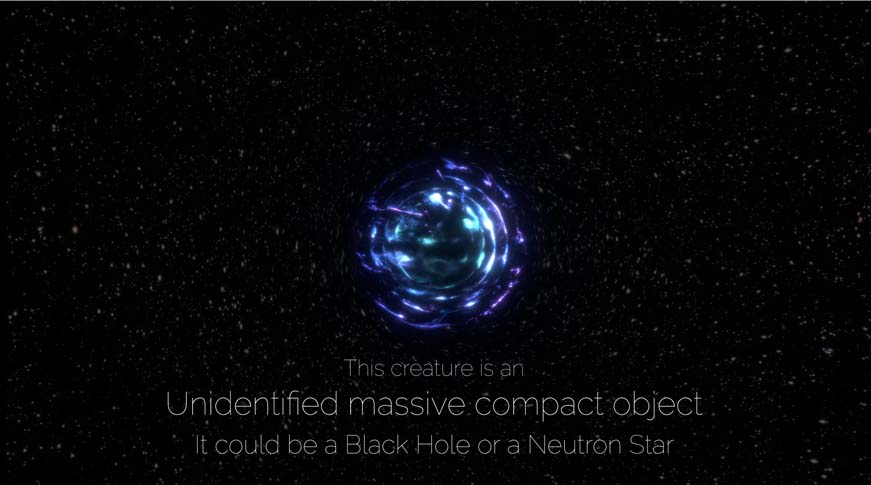 This creature is an
Unidentified massive compact object
It could be a Black Hole or a Neutron Star